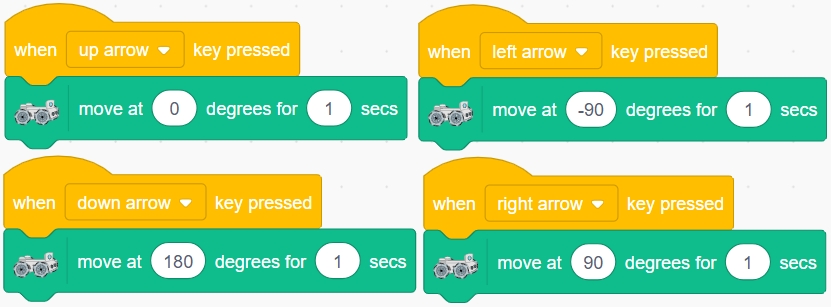 when up arrow key pressed
move at 0 degrees for 1 secs
when left arrow key pressed
move at -90 degrees for 1 secs
when down arrow key pressed
move at 180 degrees for 1 secs
when right arrow key pressed
move at 90 degrees for 1 secs